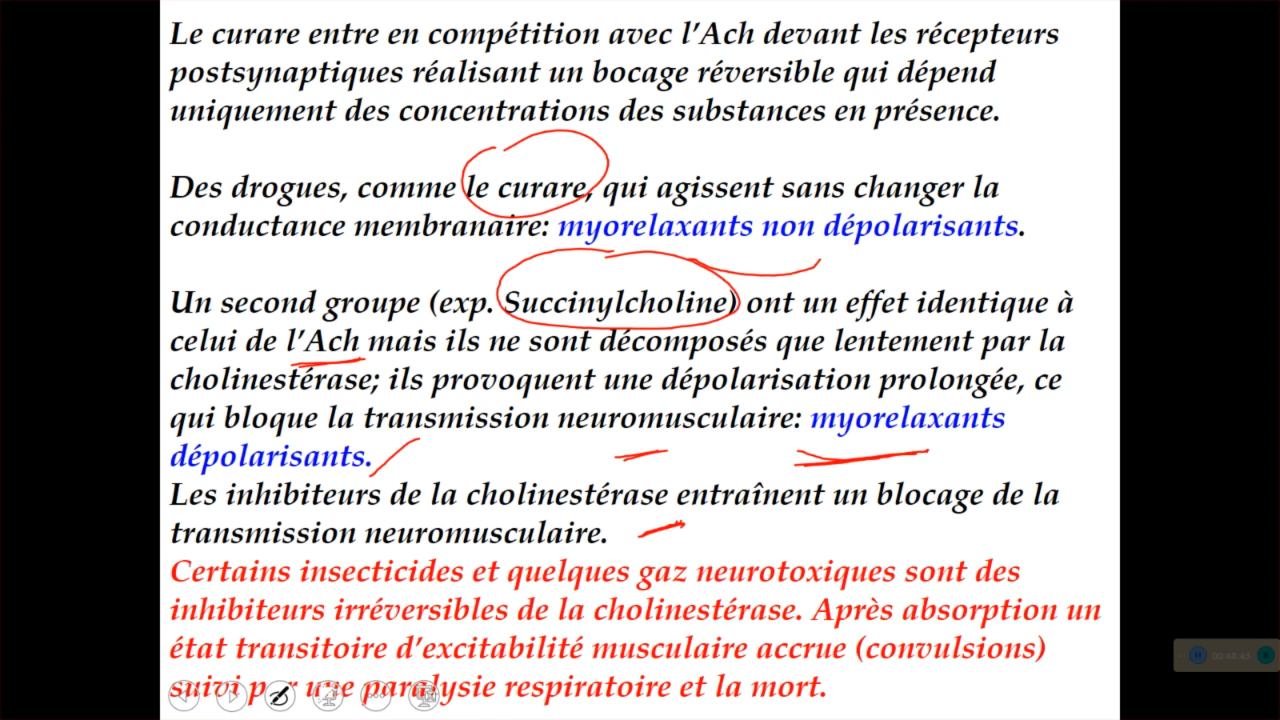 Le curare entre en compétition avec l'Ach devant les récepteurs
postsynaptiques réalisant un bocage réversible qui dépend
uniquement des concentrations des substances en présence.
Des drogues, comme le curare, qui agissent sans changer la
conductance membranaire: myorelaxants non dépolarisants.
Un second groupe (exp. Succinylcholine) ont un effet identique à
celui de l'Ach mais ils ne sont décomposés que lentement par la
cholinestérase; ils provoquent une dépolarisation prolongée, ce
qui bloque la transmission neuromusculaire: myorelaxants
dépolarisants.
Les inhibiteurs de la cholinestérase entraînent un blocage de la
transmission neuromusculaire.
Certains insecticides et quelques gaz neurotoxiques sont des
inhibiteurs irréversibles de la cholinestérase. Après absorption un
état transitoire d'excitabilité musculaire accrue (convulsions)
suivi par une paralysie respiratoire et la mort.